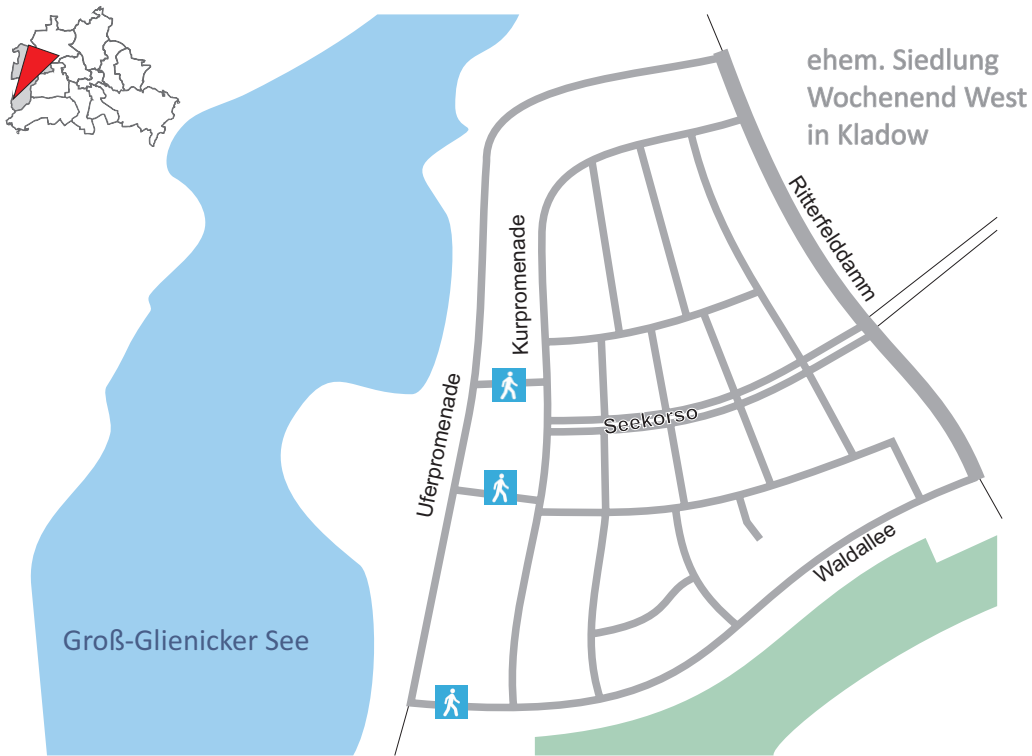 ehem. Siedlung
Wochenend West
in Kladow
Ritterfelddamm
Kurpromenade
Uferpromenade
Seekorso
Waldallee
Groß-Glienicker See